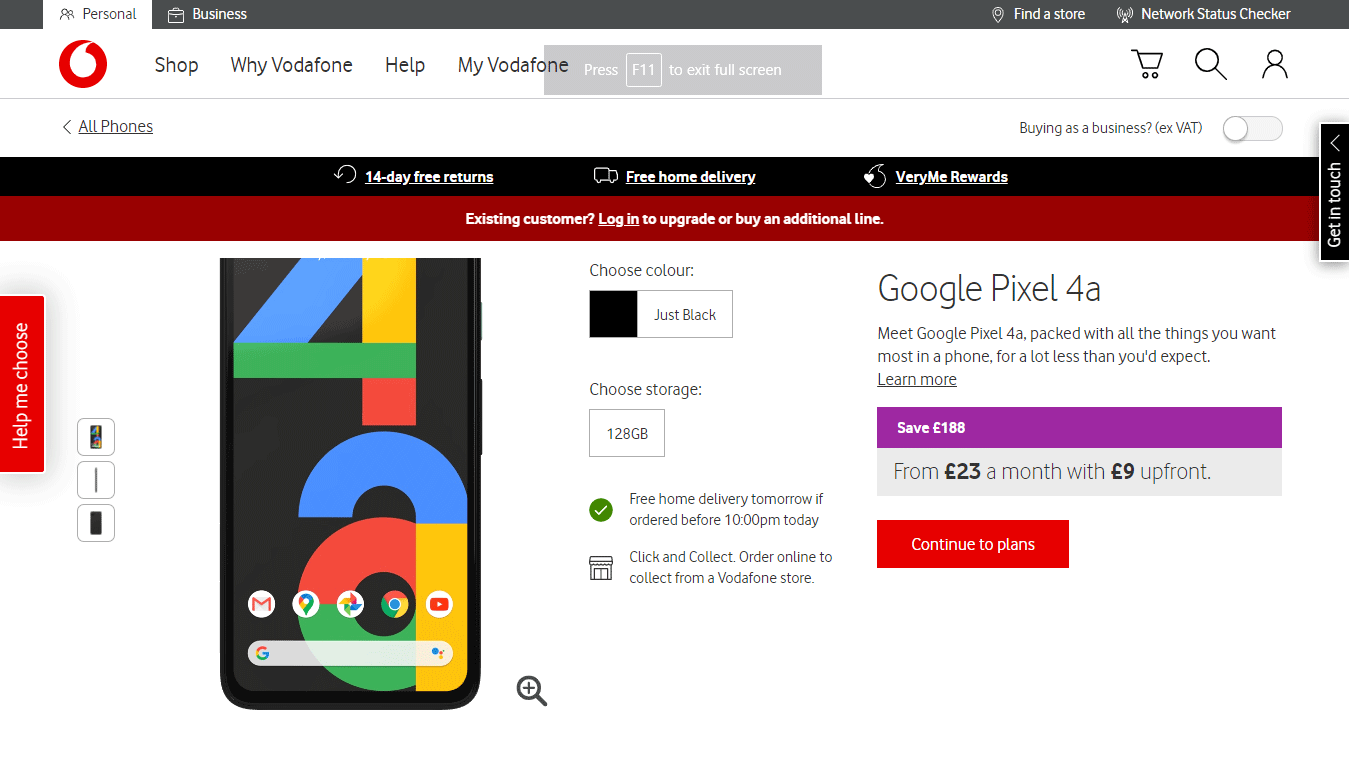 Personal
Business
Find a store
Network Status Checker
Shop
Why Vodafone
Help
My Vodafone
Press F11 to exit full screen
All Phones
Buying as a business? (ex VAT)
14-day free returns
Free home delivery
VeryMe Rewards
Existing customer? Log in to upgrade or buy an additional line.
Get in touch
Help me choose
Choose colour:
Just Black
Choose storage:
128GB
Free home delivery tomorrow if
ordered before 10:00pm today
Click and Collect. Order online to
collect from a Vodafone store.
Google Pixel 4a
Meet Google Pixel 4a, packed with all the things you want
most in a phone, for a lot less than you'd expect.
Learn more
Save £188
From £23 a month with £9 upfront.
Continue to plans